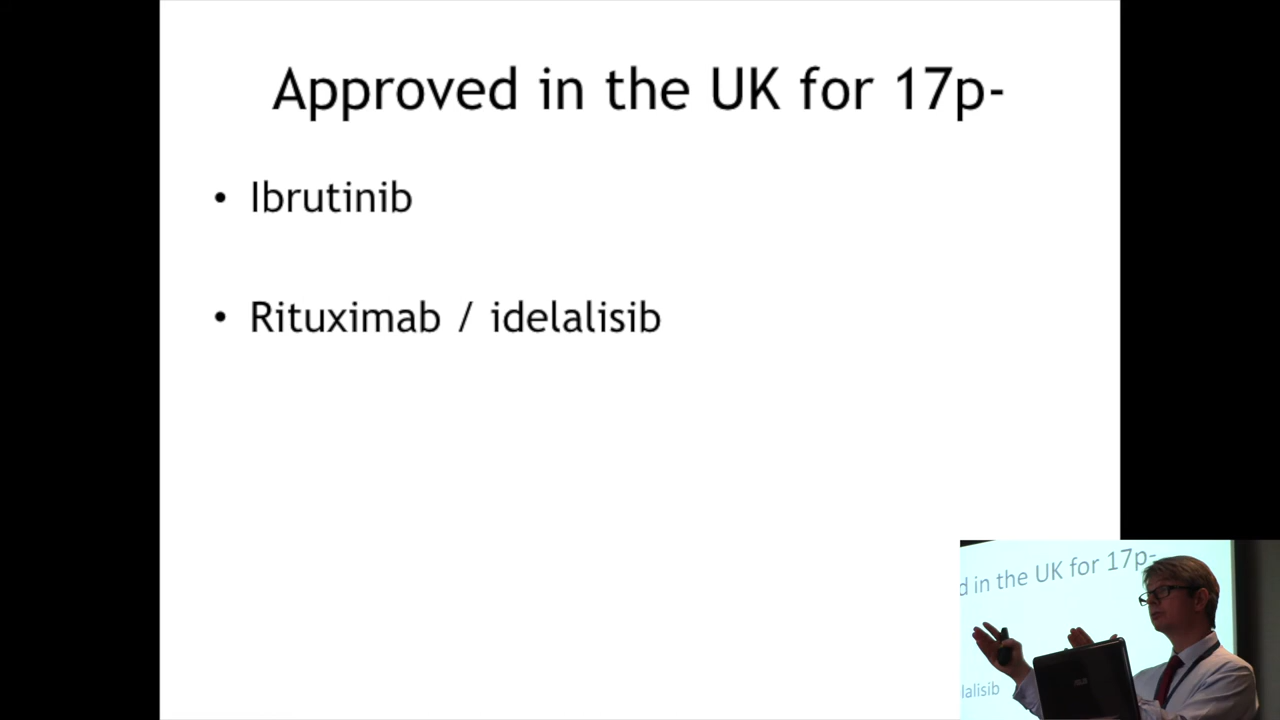 Approved in the UK for 17p-
• Ibrutinib
• Rituximab / idelalisib
d in the UK for 17p-
lalisib